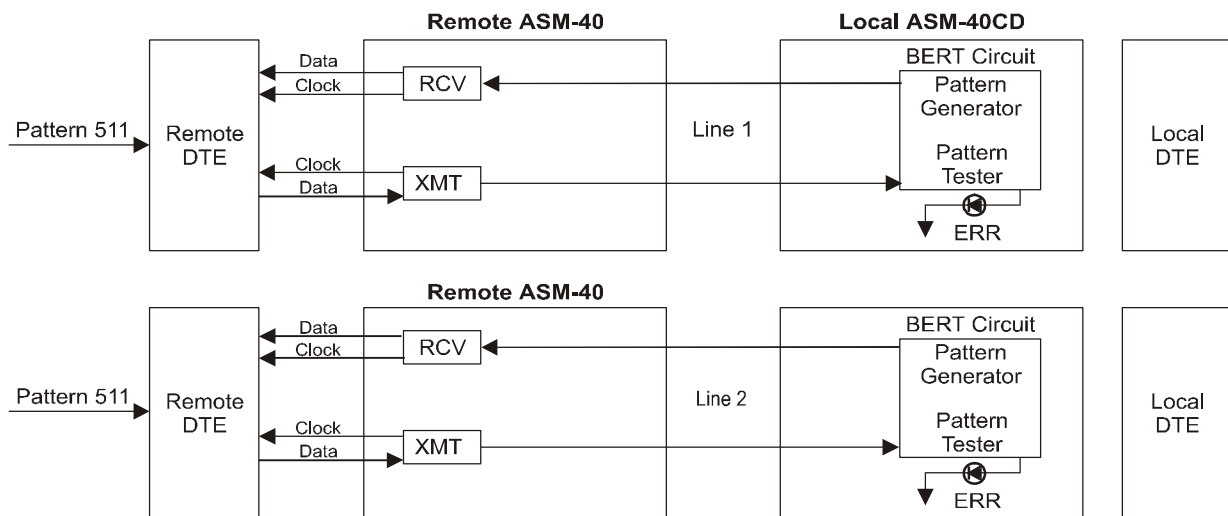 Remote ASM-40
Local ASM-40CD
Data
Clock
RCV
BERT Circuit
Pattern
Generator
Pattern 511
Remote
DTE
Line 1
Local
DTE
Clock
Data
XMT
Pattern
Tester
ERR
Remote ASM-40
Data
Clock
RCV
BERT Circuit
Pattern
Generator
Pattern 511
Remote
DTE
Line 2
Local
DTE
Clock
Data
XMT
Pattern
Tester
ERR